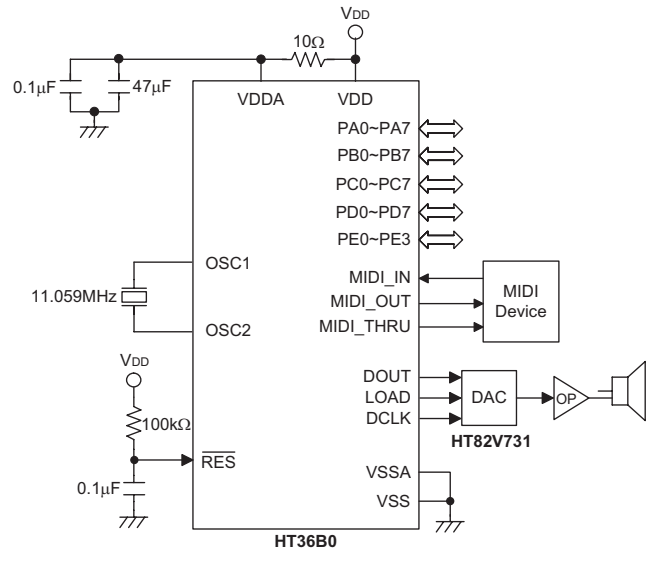 VDD
10Ω
0.1μF
47μF
VDDA
VDD
PA0~PA7
PB0~PB7
PC0~PC7
PD0~PD7
PE0~PE3
OSC1
11.059MHz
OSC2
MIDI_IN
MIDI_OUT
MIDI_THRU
MIDI
Device
VDD
100kΩ
RES
0.1μF
DOUT
LOAD
DCLK
DAC
OP
HT82V731
VSSA
VSS
HT36B0